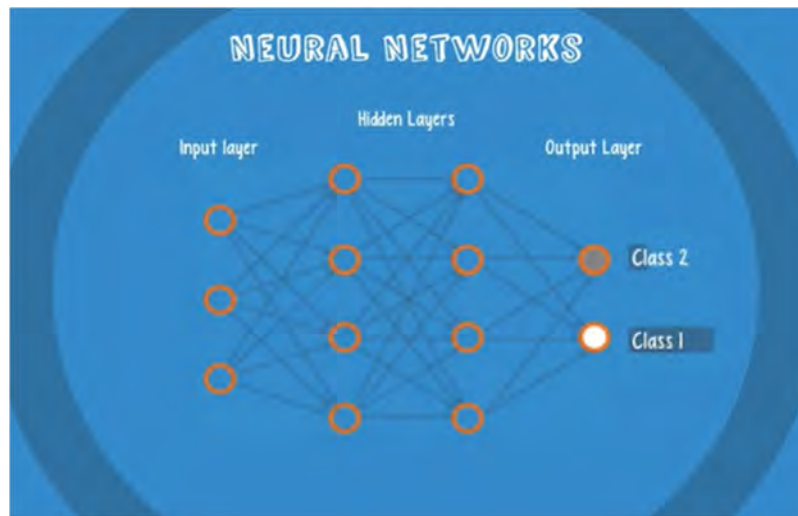 NEURAL NETWORKS
Hidden Layers
Input layer
Output Layer
Class 2
Class 1